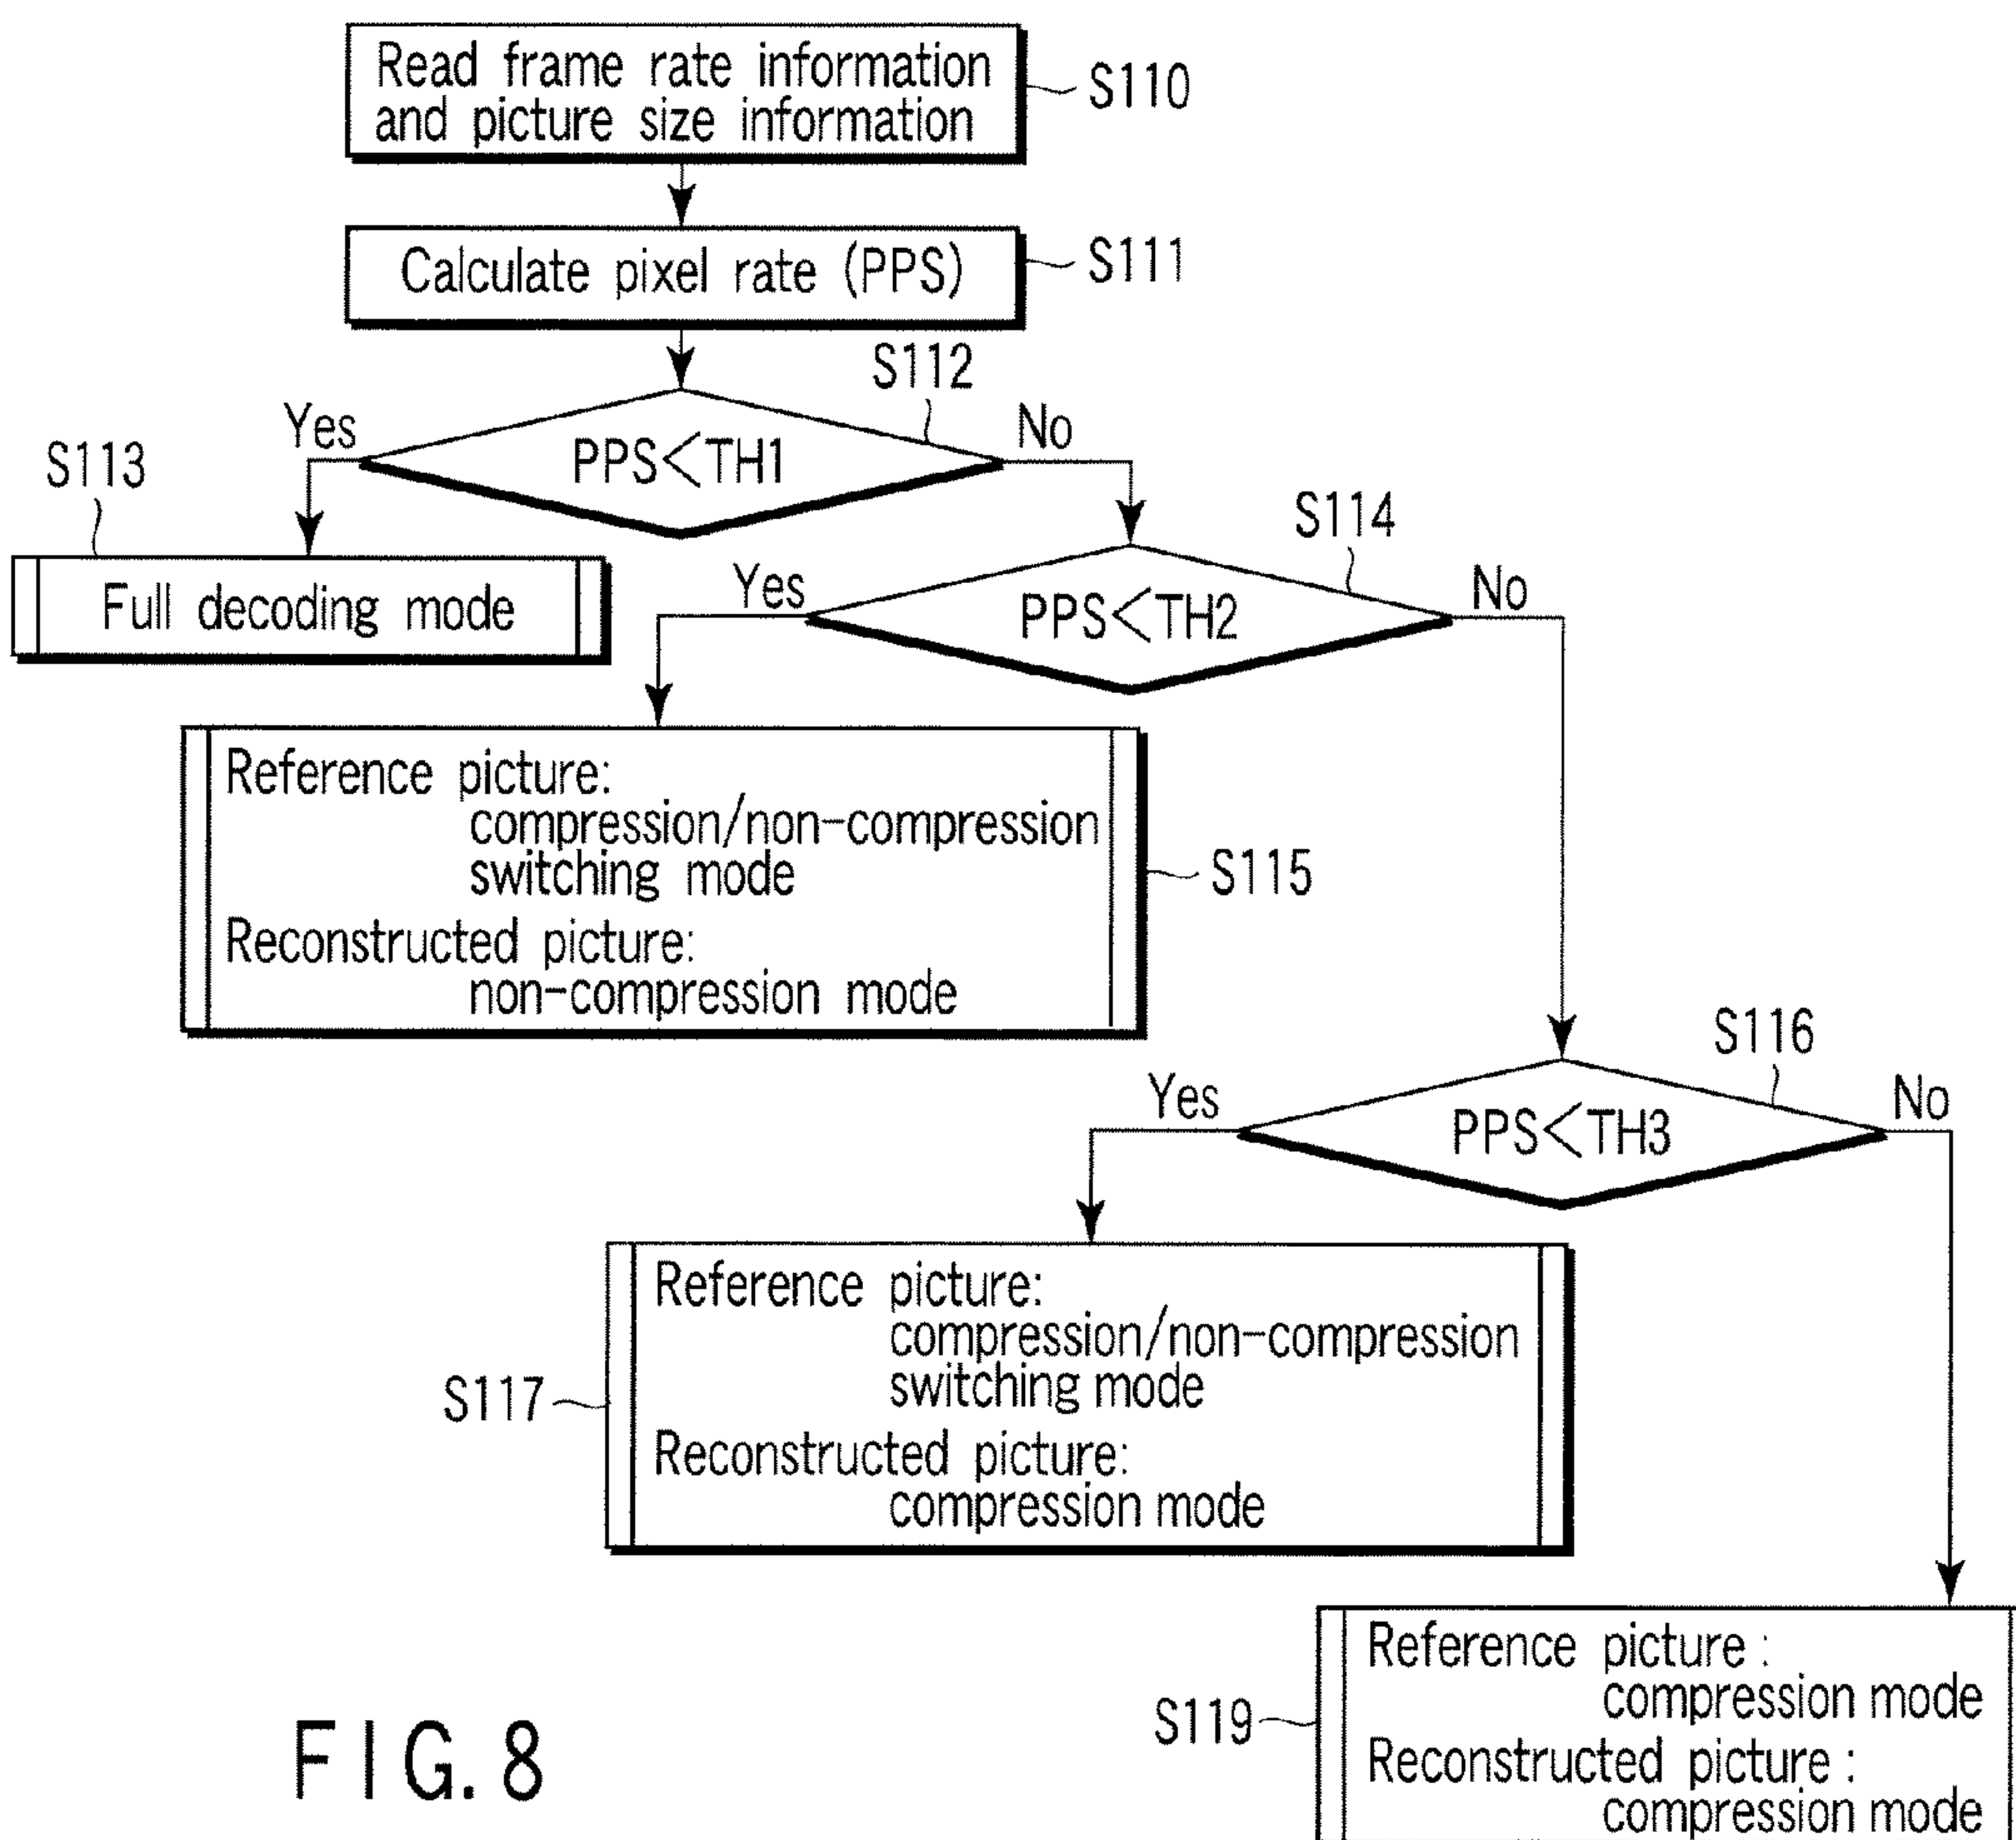 Read frame rate information
and picture size information
S110
Calculate pixel rate (PPS)
S111
S112
Yes
PPS<TH1
No
S113
Full decoding mode
S114
Yes
PPS<TH2
No
Reference picture:
compression/non-compression
switching mode
Reconstructed picture:
non-compression mode
S115
S116
Yes
PPS<TH3
No
Reference picture:
compression/non-compression
switching mode
Reconstructed picture:
compression mode
S117
Reference picture :
compression mode
Reconstructed picture :
compression mode
S119
FIG. 8